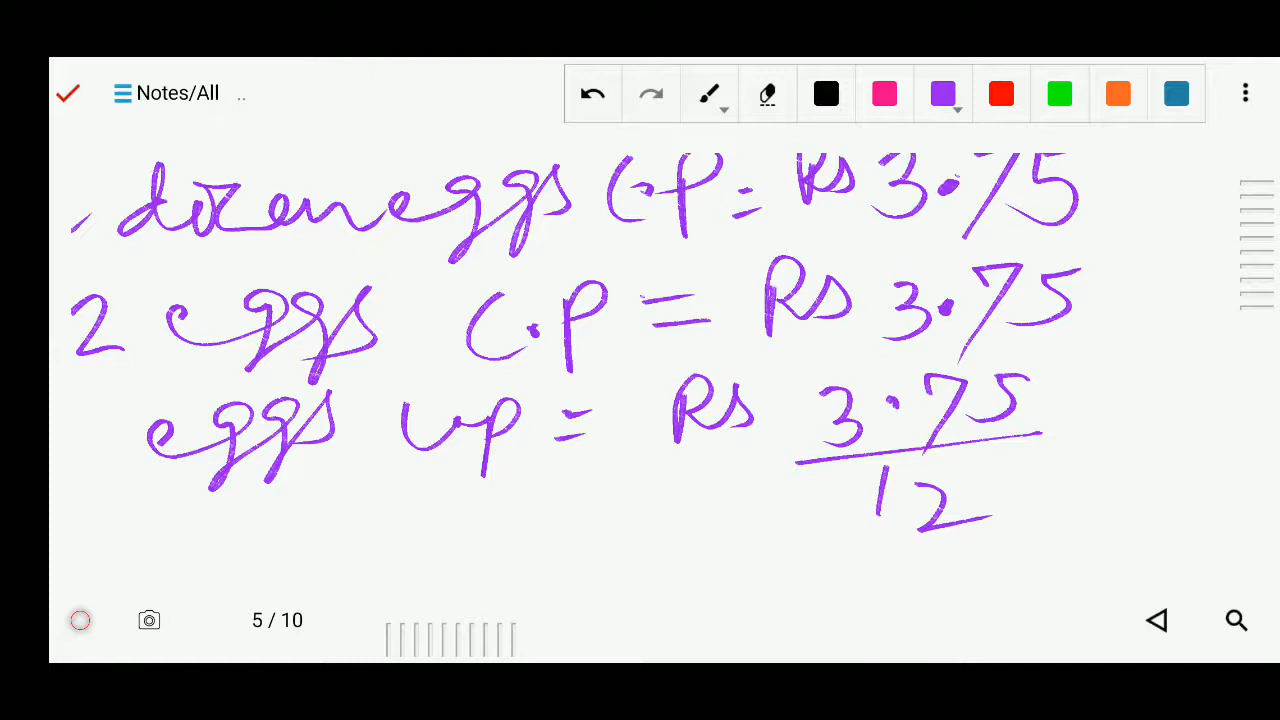 Notes/All ..
dozen eggs C.P = Rs 3.75
2 eggs C.P = Rs 3.75
eggs C.P = Rs 3.75
12
5 / 10